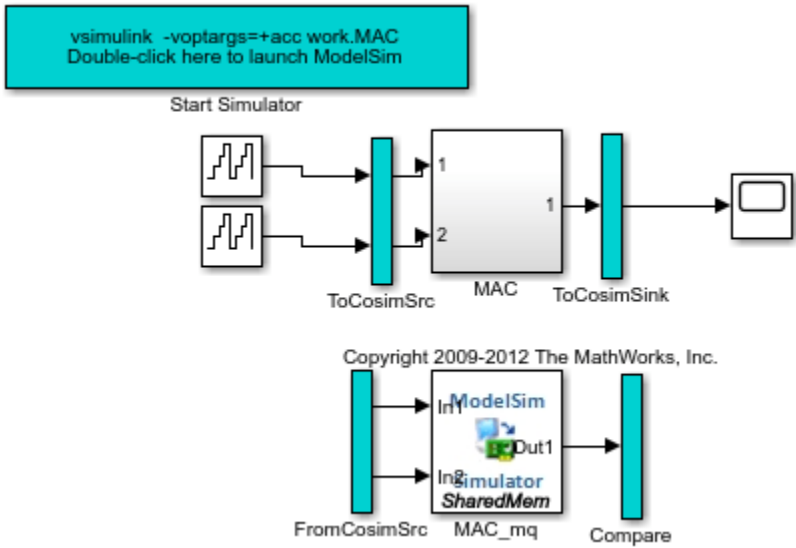 vsimulink -voptargs=+acc work.MAC
Double-click here to launch ModelSim
Start Simulator
1
2
1
ToCosimSrc
MAC
ToCosimSink
Copyright 2009-2012 The MathWorks, Inc.
ModelSim
In1
Out1
In2
Simulator
SharedMem
FromCosimSrc
MAC_mq
Compare